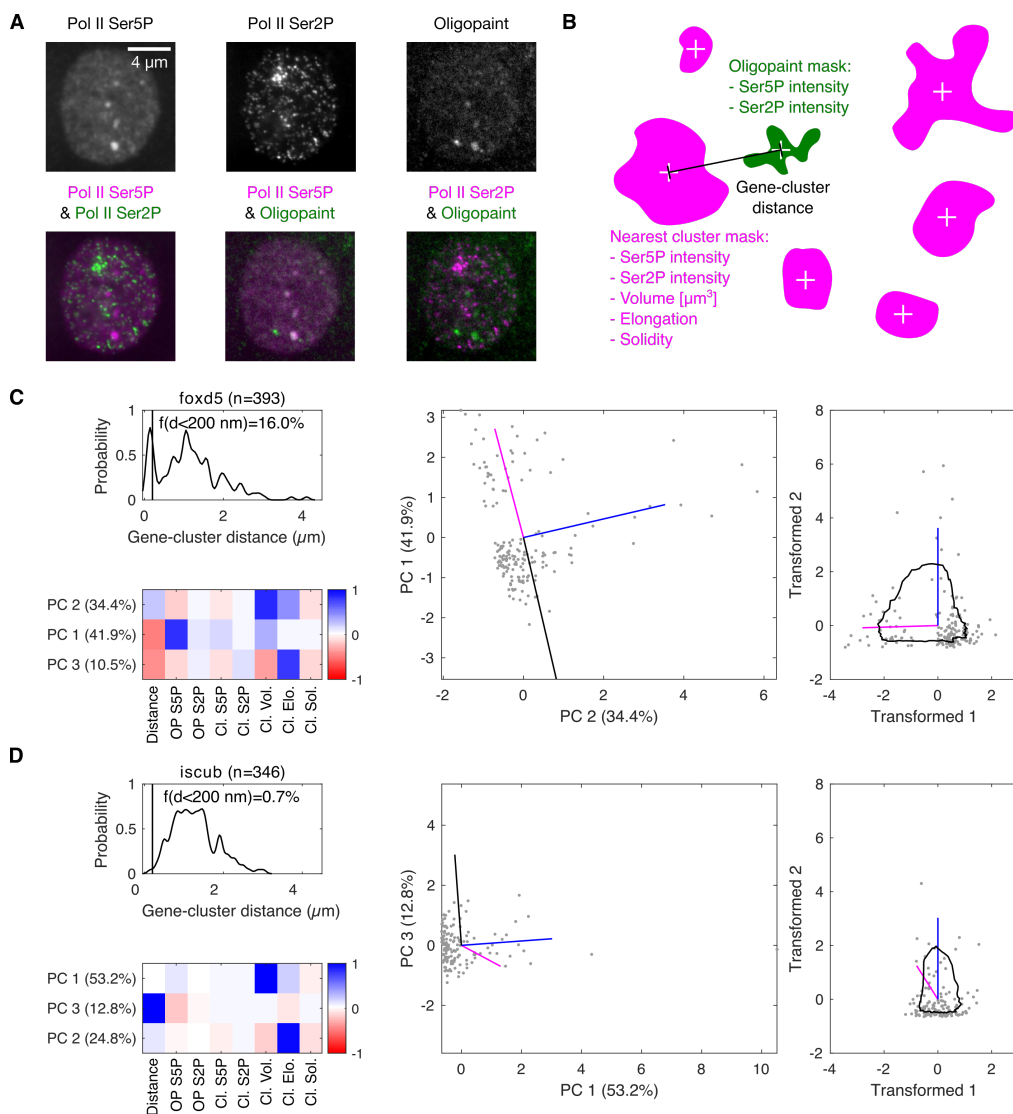 A
Pol II Ser5P
Pol II Ser2P
Oligopaint
4 µm
Pol II Ser5P
& Pol II Ser2P
Pol II Ser5P
& Oligopaint
Pol II Ser2P
& Oligopaint
B
Oligopaint mask:
- Ser5P intensity
- Ser2P intensity
Gene-cluster
distance
Nearest cluster mask:
- Ser5P intensity
- Ser2P intensity
- Volume [µm³]
- Elongation
- Solidity
C
foxd5 (n=393)
f(d<200 nm)=16.0%
Probability
1
0.5
0
0 2 4
Gene-cluster distance (µm)
PC 2 (34.4%)
PC 1 (41.9%)
PC 3 (10.5%)
1
0
-1
Distance
OP S5P
OP S2P
Cl. S5P
Cl. S2P
Cl. Vol.
Cl. Elo.
Cl. Sol.
PC 1 (41.9%)
3
2
1
0
-1
-2
-3
-2 0 2 4 6
PC 2 (34.4%)
Transformed 2
8
6
4
2
0
-2
-4 -2 0 2
Transformed 1
D
iscub (n=346)
f(d<200 nm)=0.7%
Probability
1
0.5
0
0 2 4
Gene-cluster distance (µm)
PC 1 (53.2%)
PC 3 (12.8%)
PC 2 (24.8%)
1
0
-1
Distance
OP S5P
OP S2P
Cl. S5P
Cl. S2P
Cl. Vol.
Cl. Elo.
Cl. Sol.
PC 3 (12.8%)
4
2
0
-2
0 2 4 6 8 10
PC 1 (53.2%)
Transformed 2
8
6
4
2
0
-2
-4 -2 0 2
Transformed 1